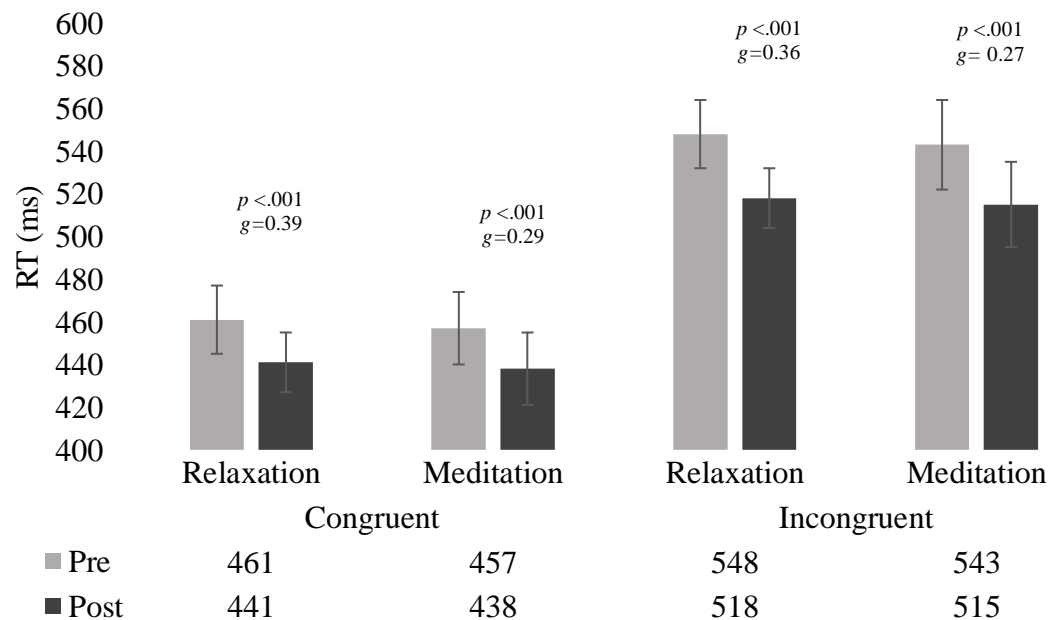 600
580
560
540
520
500
480
460
440
420
400
RT (ms)
p <.001
g=0.39
p <.001
g=0.29
p <.001
g=0.36
p <.001
g= 0.27
Relaxation Meditation Relaxation Meditation
Congruent Incongruent
Pre 461 457 548 543
Post 441 438 518 515